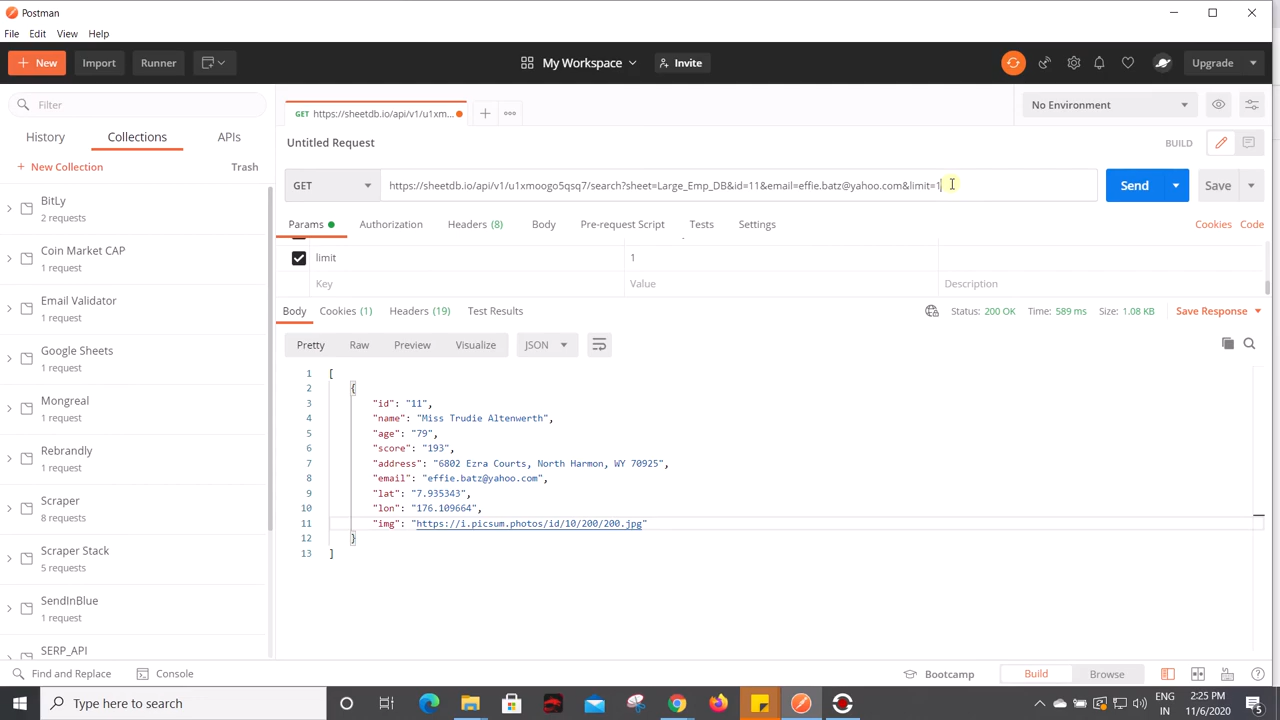 Postman
File Edit View Help
+ New Import Runner
My Workspace Invite Upgrade
Filter
History Collections APIs
+ New Collection Trash
BitLy
1 request
Coin Market CAP
1 request
Email Validator
1 request
Google Sheets
1 request
Mongreal
1 request
Rebrandly
1 request
Scraper
8 requests
Scraper Stack
1 request
SendInBlue
1 request
SERP_API
GET https://sheetdb.io/api/v1/u1xm...
No Environment
Untitled Request
BUILD
GET https://sheetdb.io/api/v1/u1xmoogo5qsq7/search?sheet=Large_Emp_DB&id=11&email=effie.batz@yahoo.com&limit=1
Send Save
Params Authorization Headers (8) Body Pre-request Script Tests Settings Cookies Code
limit 1
Key Value Description
Body Cookies (1) Headers (19) Test Results Status: 200 OK Time: 589 ms Size: 1.08 KB Save Response
Pretty Raw Preview Visualize JSON
1 [
2 {
3 "id": "11",
4 "name": "Miss Trudie Altenwerth",
5 "age": "79",
6 "score": "193",
7 "address": "6802 Ezra Courts, North Harmon, WY 70925",
8 "email": "effie.batz@yahoo.com",
9 "lat": "7.935343",
10 "lon": "176.109664",
11 "img": "https://i.picsum.photos/id/10/200/200.jpg"
12 }
13 ]
Find and Replace Console Bootcamp Build Browse
Type here to search
ENG
IN
2:25 PM
11/6/2020
5